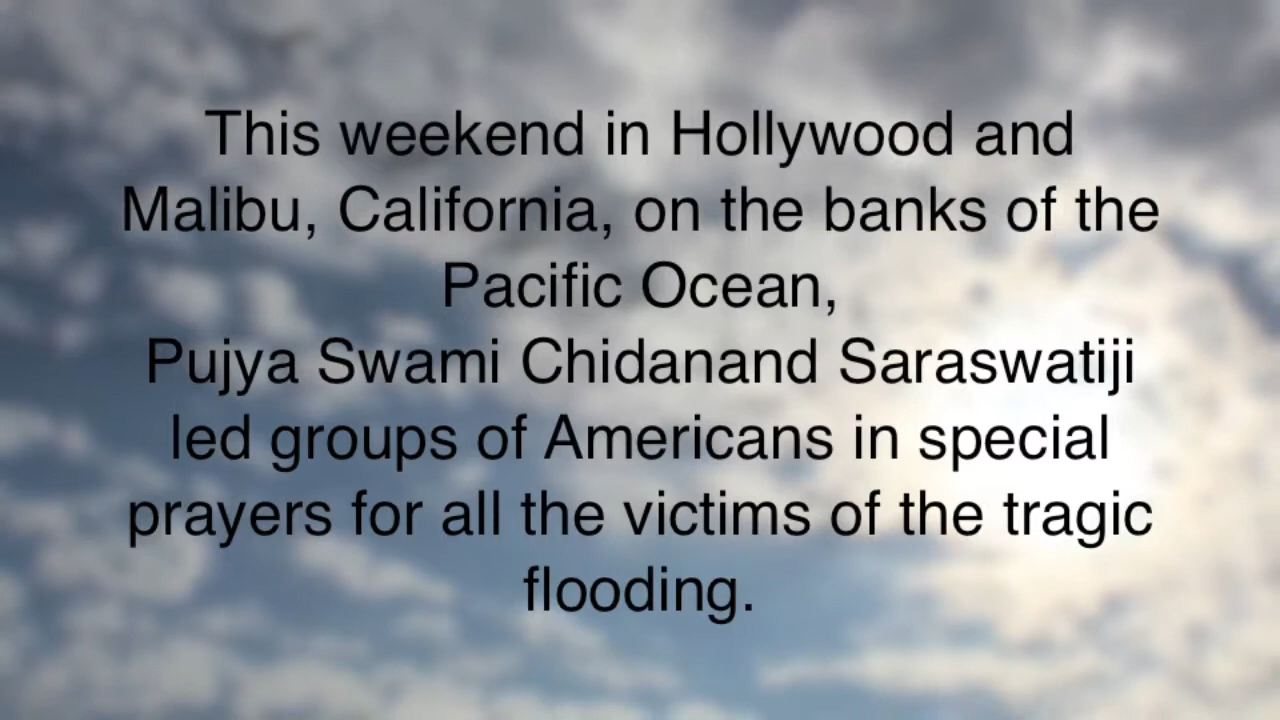 This weekend in Hollywood and
Malibu, California, on the banks of the
Pacific Ocean,
Pujya Swami Chidanand Saraswatiji
led groups of Americans in special
prayers for all the victims of the tragic
flooding.